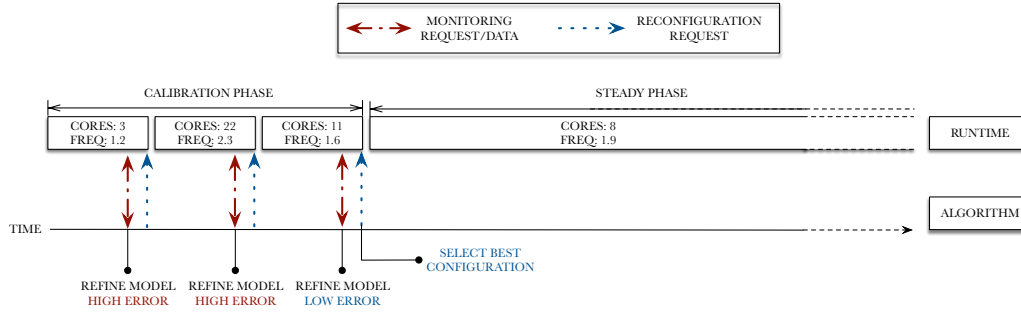 MONITORING
REQUEST/DATA
RECONFIGURATION
REQUEST
CALIBRATION PHASE
STEADY PHASE
CORES: 3
FREQ: 1.2
CORES: 22
FREQ: 2.3
CORES: 11
FREQ: 1.6
CORES: 8
FREQ: 1.9
RUNTIME
ALGORITHM
TIME
SELECT BEST
CONFIGURATION
REFINE MODEL
HIGH ERROR
REFINE MODEL
HIGH ERROR
REFINE MODEL
LOW ERROR